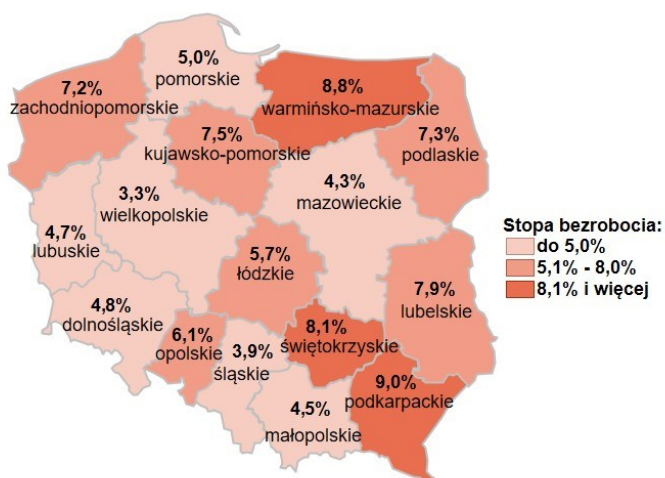 5,0%
pomorskie
7,2%
zachodniopomorskie
8,8%
warmińsko-mazurskie
7,5%
kujawsko-pomorskie
7,3%
podlaskie
3,3%
wielkopolskie
4,3%
mazowieckie
4,7%
lubuskie
5,7%
łódzkie
Stopa bezrobocia:
do 5,0%
5,1% - 8,0%
8,1% i więcej
4,8%
dolnośląskie
7,9%
lubelskie
6,1%
opolskie
3,9%
śląskie
8,1%
świętokrzyskie
4,5%
małopolskie
9,0%
podkarpackie